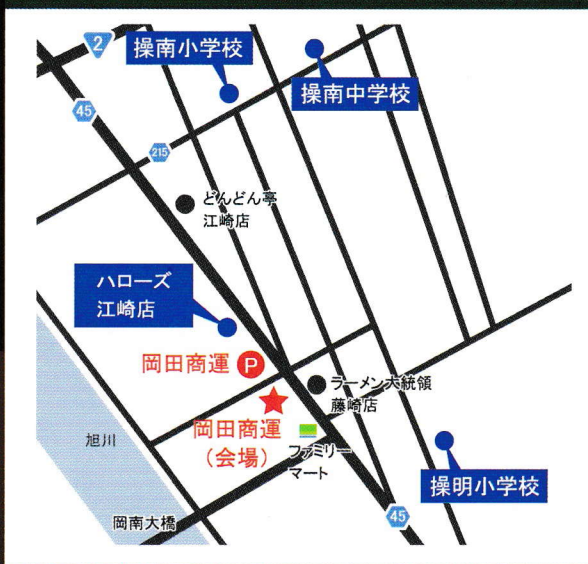 2
操南小学校
操南中学校
45
215
どんどん亭
江崎店
ハローズ
江崎店
岡田商運
P
ラーメン大統領
藤崎店
岡田商運
(会場)
ファミリー
マート
旭川
操明小学校
岡南大橋
45